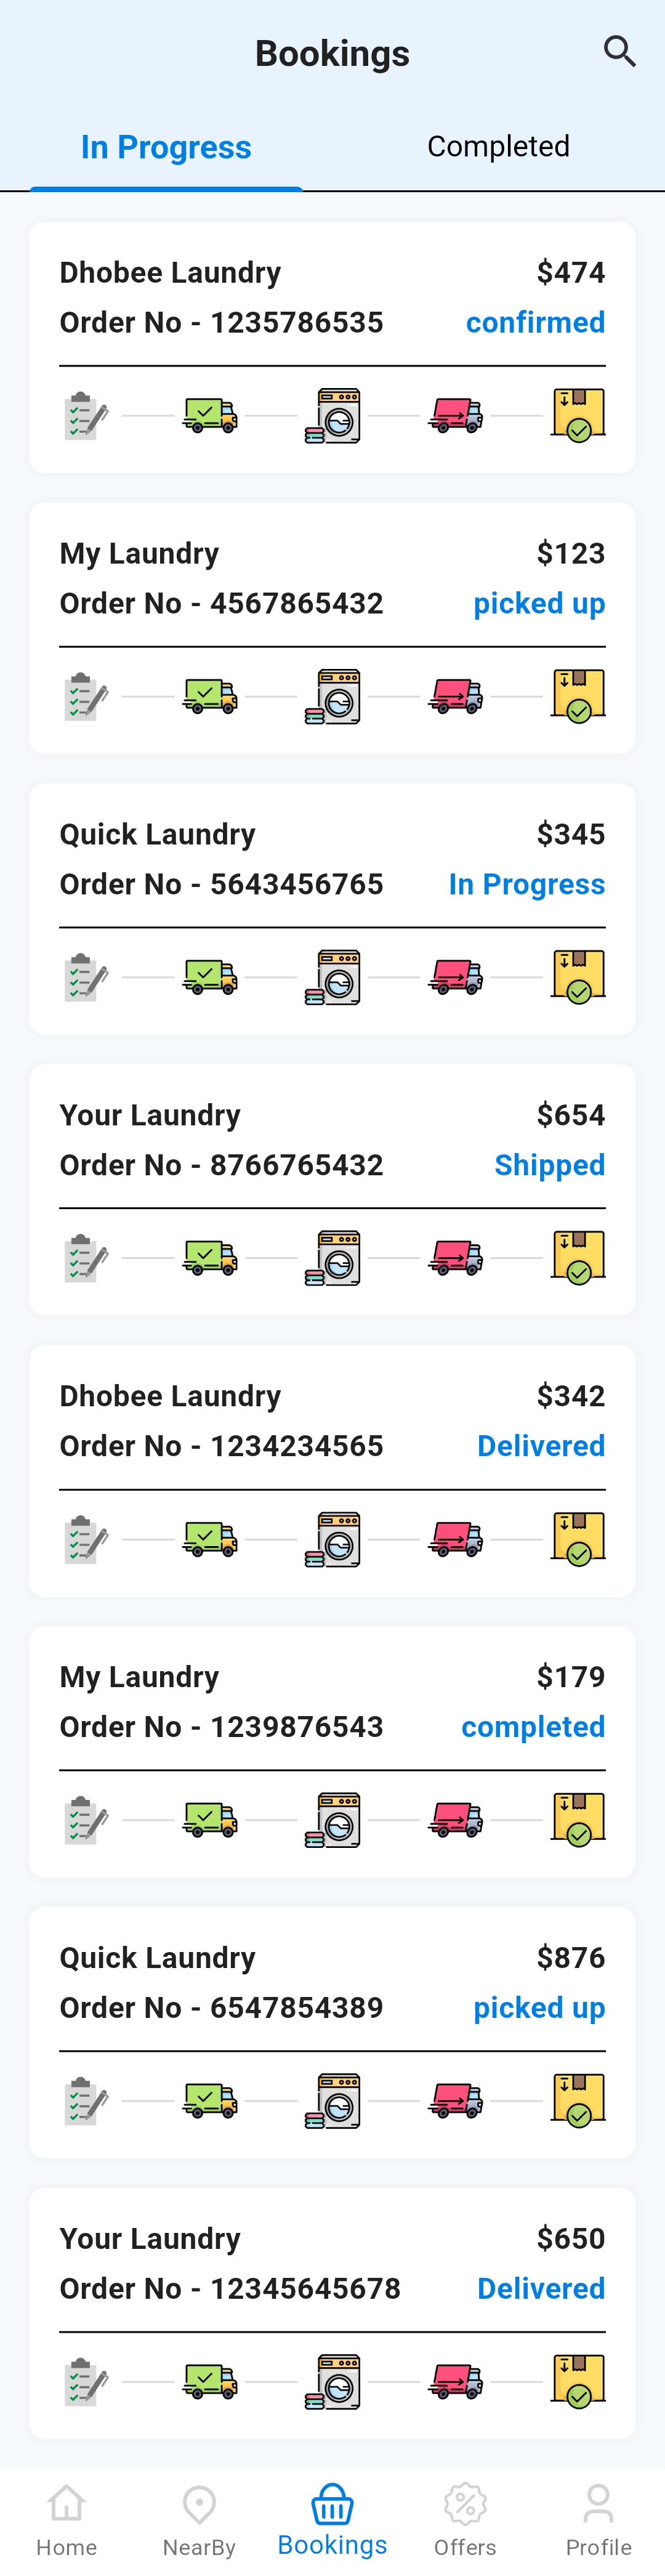 Bookings
In Progress
Completed
Dhobee Laundry $474
Order No - 1235786535 confirmed
My Laundry $123
Order No - 4567865432 picked up
Quick Laundry $345
Order No - 5643456765 In Progress
Your Laundry $654
Order No - 8766765432 Shipped
Dhobee Laundry $342
Order No - 1234234565 Delivered
My Laundry $179
Order No - 1239876543 completed
Quick Laundry $876
Order No - 6547854389 picked up
Your Laundry $650
Order No - 12345645678 Delivered
Home NearBy Bookings Offers Profile